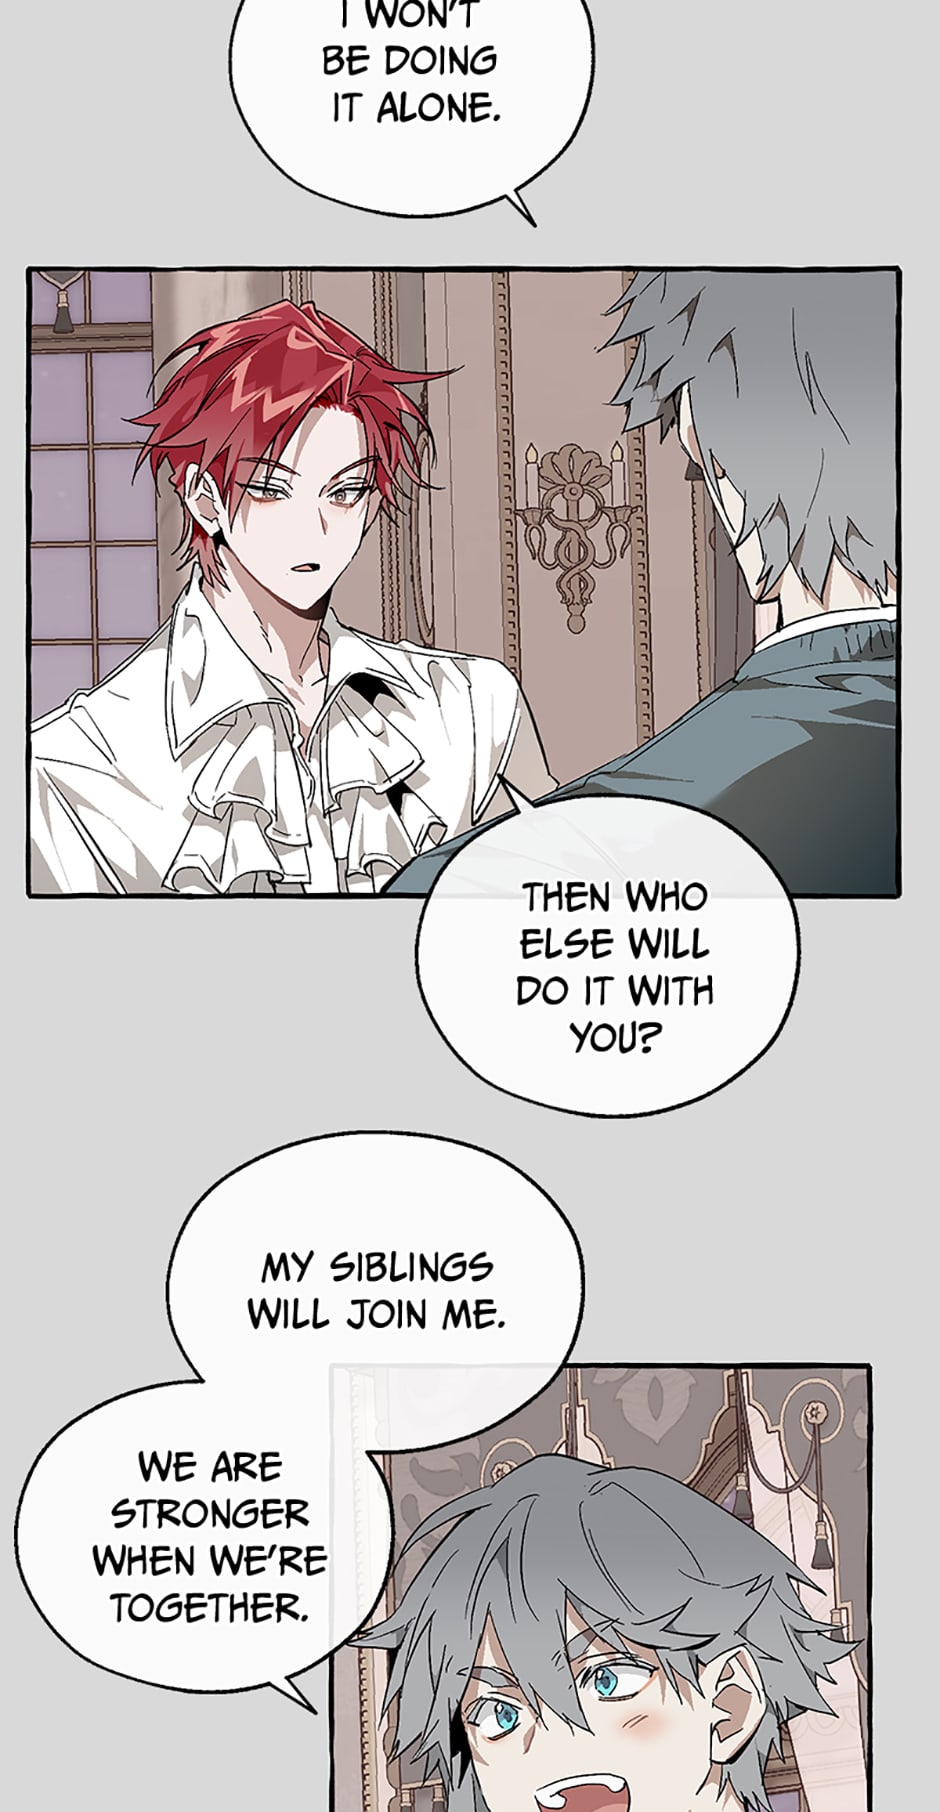 I WON'T
BE DOING
IT ALONE.
THEN WHO
ELSE WILL
DO IT WITH
YOU?
MY SIBLINGS
WILL JOIN ME.
WE ARE
STRONGER
WHEN WE'RE
TOGETHER.